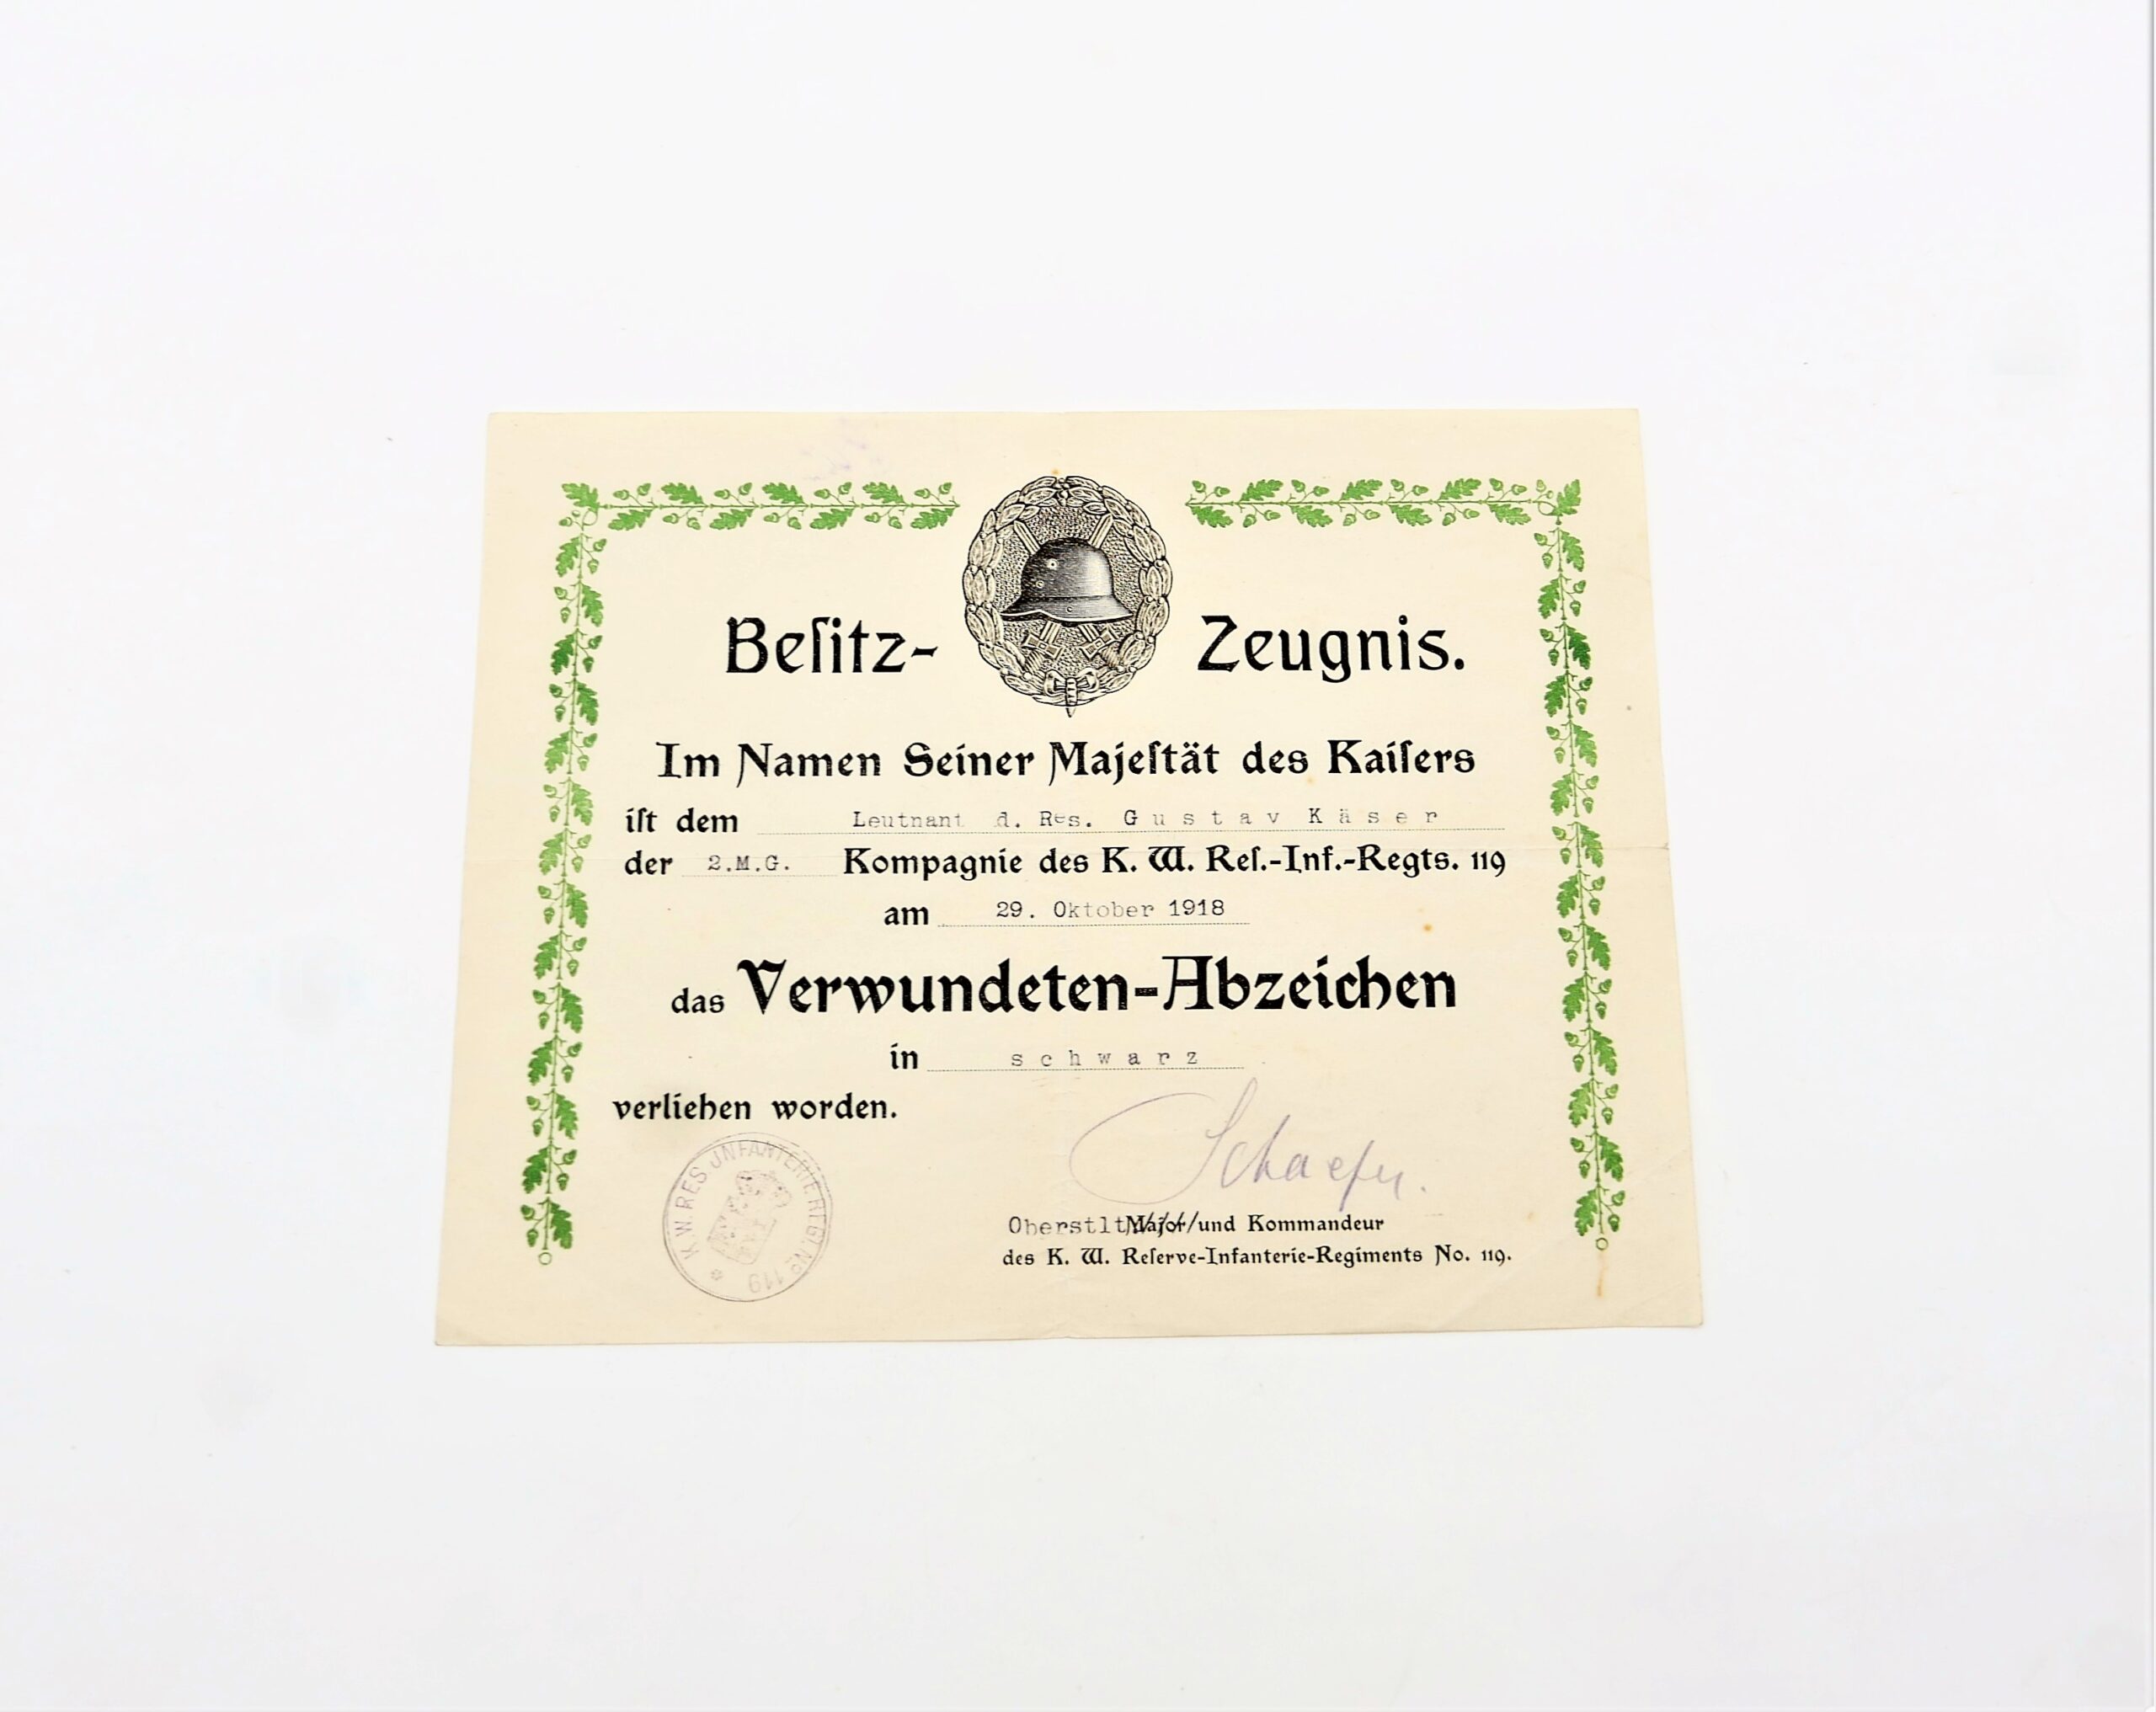 Beſitz- Zeugnis.
Im Namen Seiner Majeſtät des Kaiſers
iſt dem Leutnant d. Res. Gustav Käser
der 2.M.G. Kompagnie des K. W. Reſ.-Inf.-Regts. 119
am 29. Oktober 1918
das Verwundeten-Abzeichen
in schwarz
verliehen worden.
Schaefer.
K.W. RES. JNFANTERIE REGT. No. 119
Oberstlt Major und Kommandeur
des K. W. Reſerve-Infanterie-Regiments No. 119.